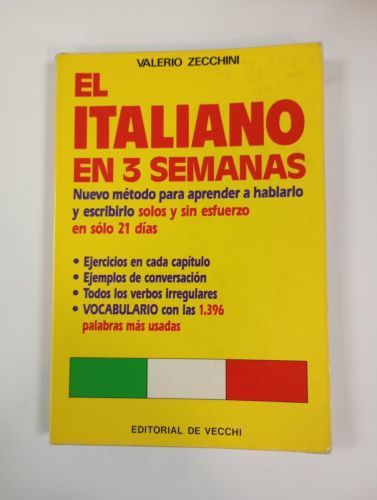 VALERIO ZECCHINI
EL
ITALIANO
EN 3 SEMANAS
Nuevo método para aprender a hablarlo
y escribirlo solos y sin esfuerzo
en sólo 21 días
• Ejercicios en cada capítulo
• Ejemplos de conversación
• Todos los verbos irregulares
• VOCABULARIO con las 1.396
palabras más usadas
EDITORIAL DE VECCHI